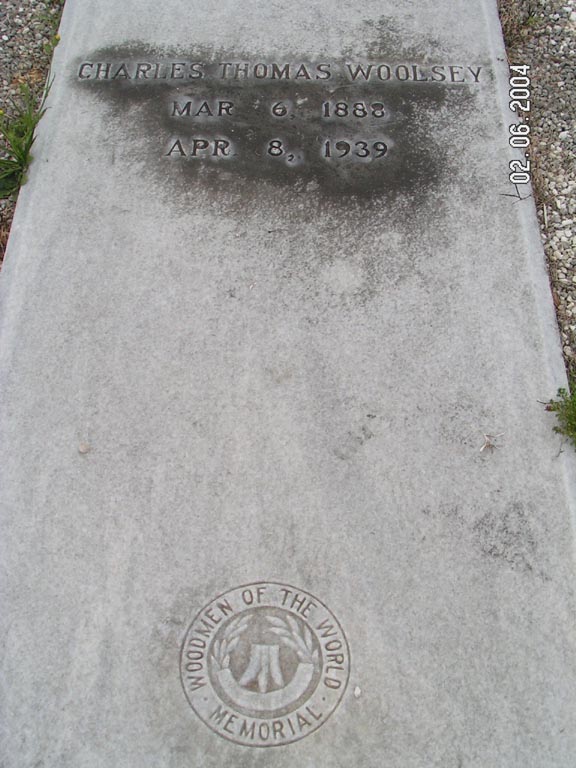 CHARLES THOMAS WOOLSEY
MAR 6, 1888
APR 8, 1939
02.06.2004
WOODMEN OF THE WORLD
MEMORIAL